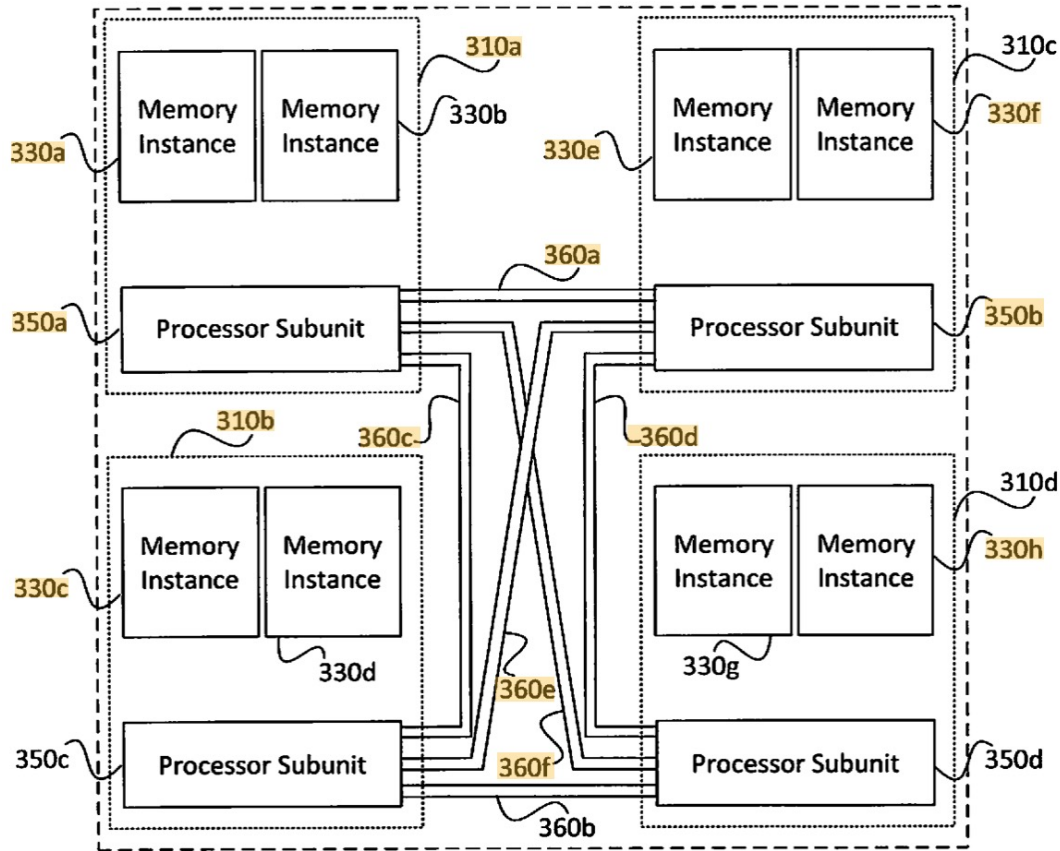 310a
310c
Memory Instance
Memory Instance
330a
330b
Memory Instance
Memory Instance
330e
330f
360a
350a
Processor Subunit
Processor Subunit
350b
310b
360c
360d
310d
Memory Instance
Memory Instance
330c
330d
Memory Instance
Memory Instance
330h
330g
360e
350c
Processor Subunit
360f
Processor Subunit
350d
360b